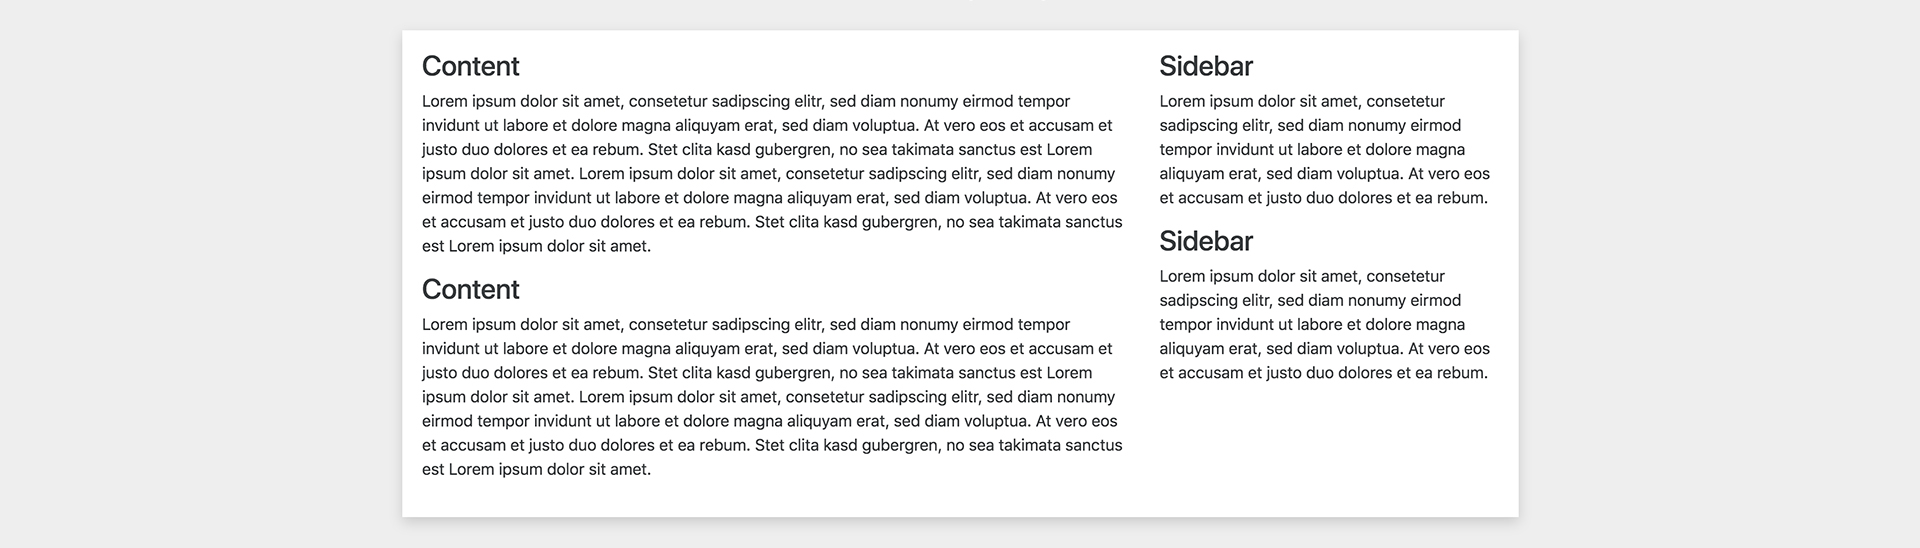 Content
Lorem ipsum dolor sit amet, consetetur sadipscing elitr, sed diam nonumy eirmod tempor
invidunt ut labore et dolore magna aliquyam erat, sed diam voluptua. At vero eos et accusam et
justo duo dolores et ea rebum. Stet clita kasd gubergren, no sea takimata sanctus est Lorem
ipsum dolor sit amet. Lorem ipsum dolor sit amet, consetetur sadipscing elitr, sed diam nonumy
eirmod tempor invidunt ut labore et dolore magna aliquyam erat, sed diam voluptua. At vero eos
et accusam et justo duo dolores et ea rebum. Stet clita kasd gubergren, no sea takimata sanctus
est Lorem ipsum dolor sit amet.
Content
Lorem ipsum dolor sit amet, consetetur sadipscing elitr, sed diam nonumy eirmod tempor
invidunt ut labore et dolore magna aliquyam erat, sed diam voluptua. At vero eos et accusam et
justo duo dolores et ea rebum. Stet clita kasd gubergren, no sea takimata sanctus est Lorem
ipsum dolor sit amet. Lorem ipsum dolor sit amet, consetetur sadipscing elitr, sed diam nonumy
eirmod tempor invidunt ut labore et dolore magna aliquyam erat, sed diam voluptua. At vero eos
et accusam et justo duo dolores et ea rebum. Stet clita kasd gubergren, no sea takimata sanctus
est Lorem ipsum dolor sit amet.
Sidebar
Lorem ipsum dolor sit amet, consetetur
sadipscing elitr, sed diam nonumy eirmod
tempor invidunt ut labore et dolore magna
aliquyam erat, sed diam voluptua. At vero eos
et accusam et justo duo dolores et ea rebum.
Sidebar
Lorem ipsum dolor sit amet, consetetur
sadipscing elitr, sed diam nonumy eirmod
tempor invidunt ut labore et dolore magna
aliquyam erat, sed diam voluptua. At vero eos
et accusam et justo duo dolores et ea rebum.